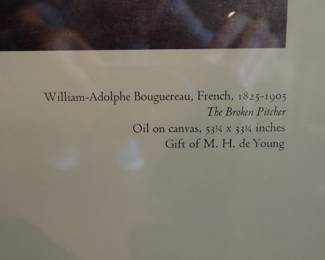 William-Adolphe Bouguereau, French, 1825-1905
The Broken Pitcher
Oil on canvas, 53¼ x 33¼ inches
Gift of M. H. de Young